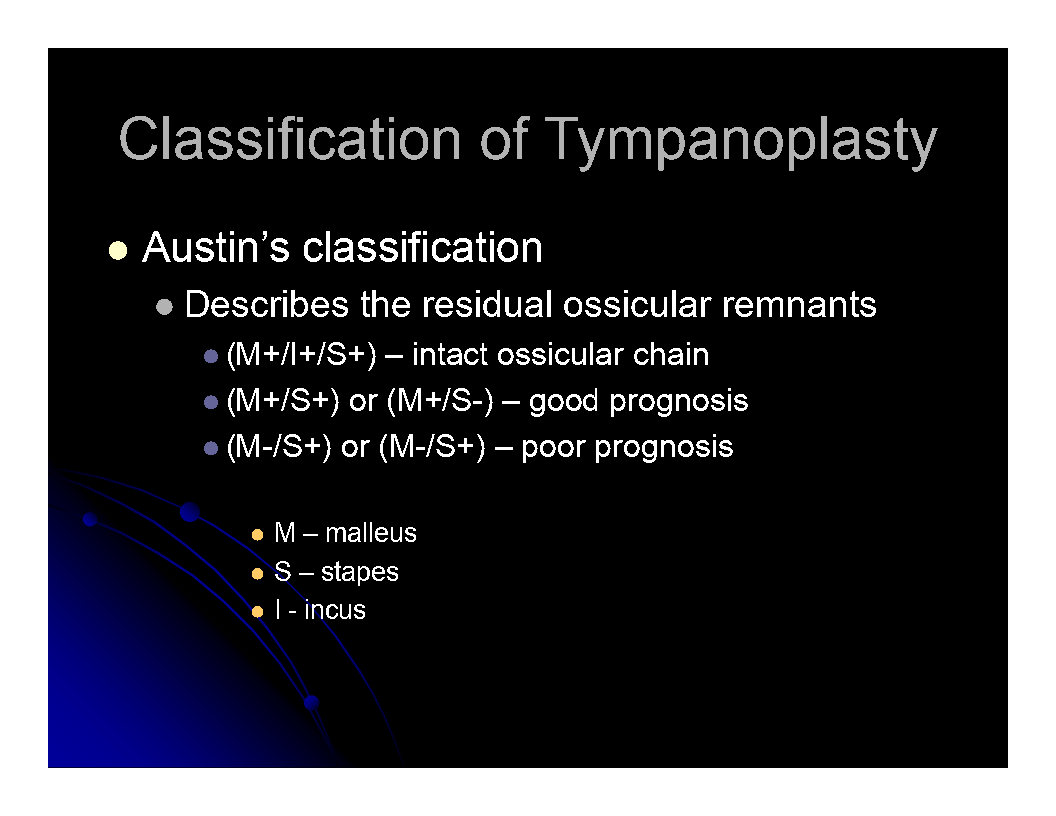 Classification of Tympanoplasty
Austin’s classification
Describes the residual ossicular remnants
(M+/I+/S+) – intact ossicular chain
(M+/S+) or (M+/S-) – good prognosis
(M-/S+) or (M-/S+) – poor prognosis
M – malleus
S – stapes
I - incus